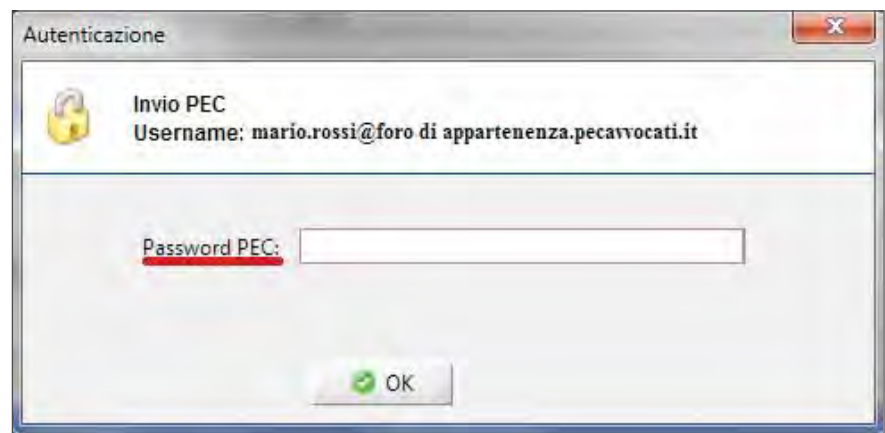 Autenticazione
Invio PEC
Username: mario.rossi@foro di appartenenza.pecavvocati.it
Password PEC:
OK